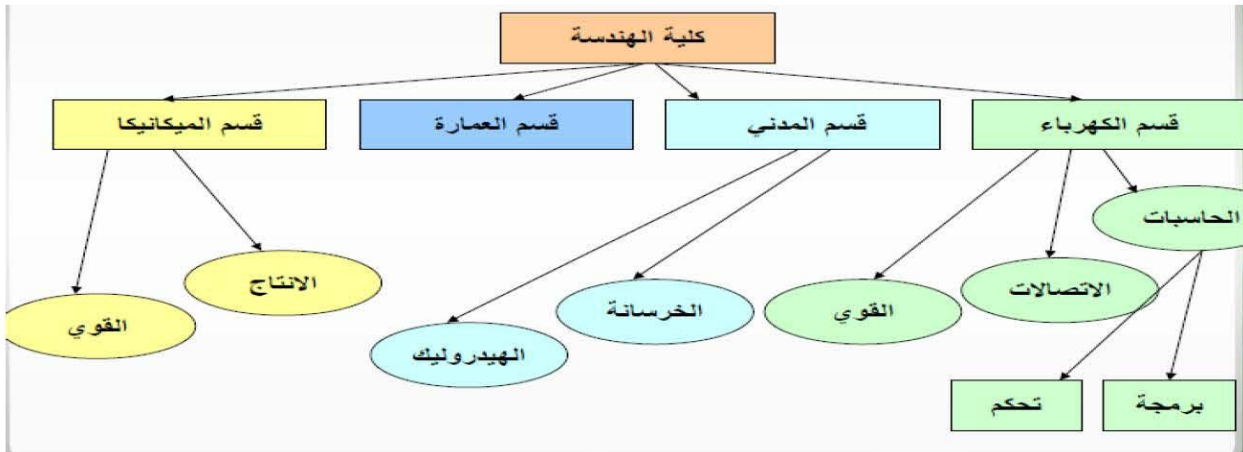 كلية الهندسة
قسم الكهرباء
قسم المدني
قسم العمارة
قسم الميكانيكا
الحاسبات
الاتصالات
القوي
الخرسانة
الهيدروليك
الانتاج
القوي
برمجة
تحكم